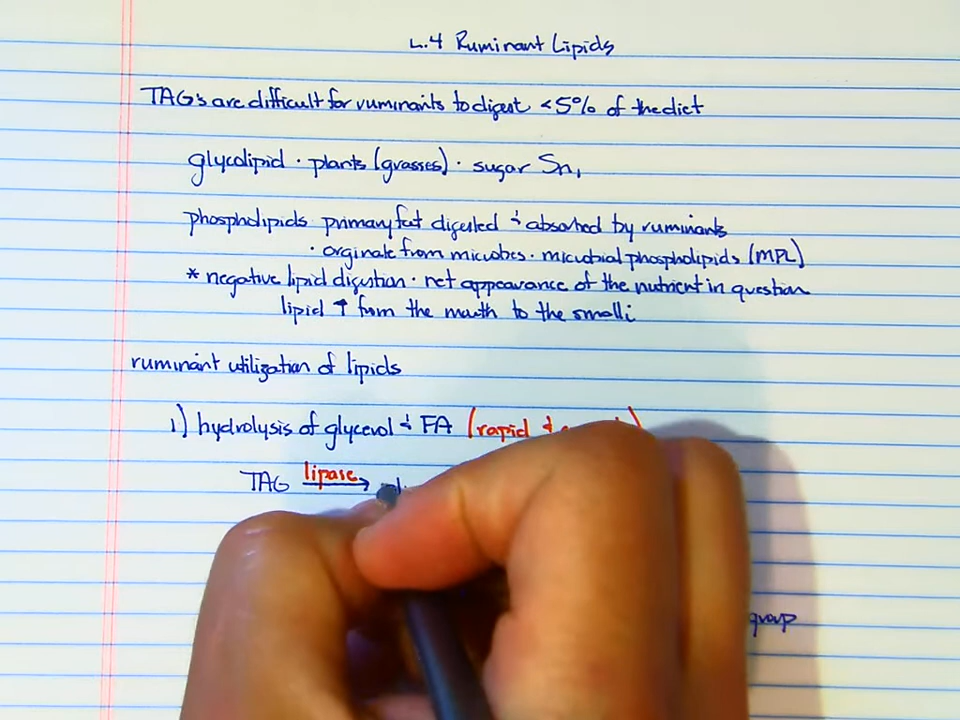 L.4 Ruminant Lipids
TAG's are difficult for ruminants to digest <5% of the diet
glycolipid · plants (grasses) · sugar Sn1
phospholipids primary fat digested & absorbed by ruminants
· orginate from microbes · microbial phospholipids (MPL)
* negative lipid digestion · net appearance of the nutrient in question
lipid ↑ from the mouth to the small i
ruminant utilization of lipids
1) hydrolysis of glycerol & FA (rapid &
TAG lipase →
group